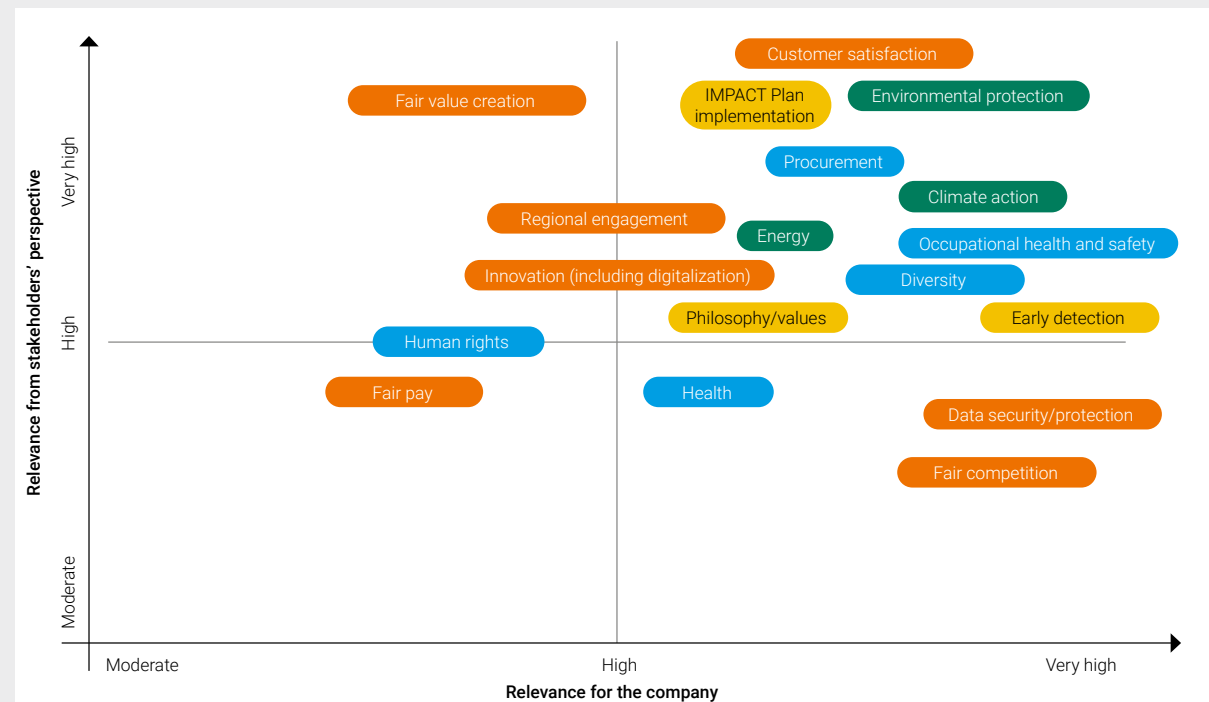 Customer satisfaction
Fair value creation
IMPACT Plan
implementation
Environmental protection
Procurement
Climate action
Regional engagement
Energy
Occupational health and safety
Innovation (including digitalization)
Diversity
Philosophy/values
Early detection
Human rights
Fair pay
Health
Data security/protection
Fair competition
Relevance from stakeholders’ perspective
Very high
High
Moderate
Moderate
High
Very high
Relevance for the company